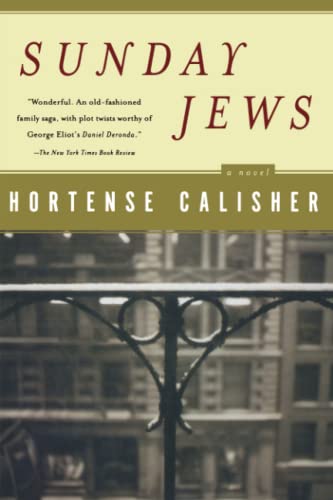 SUNDAY
JEWS
"Wonderful. An old-fashioned
family saga, with plot twists worthy of
George Eliot's Daniel Deronda."
—The New York Times Book Review
a novel
HORTENSE CALISHER